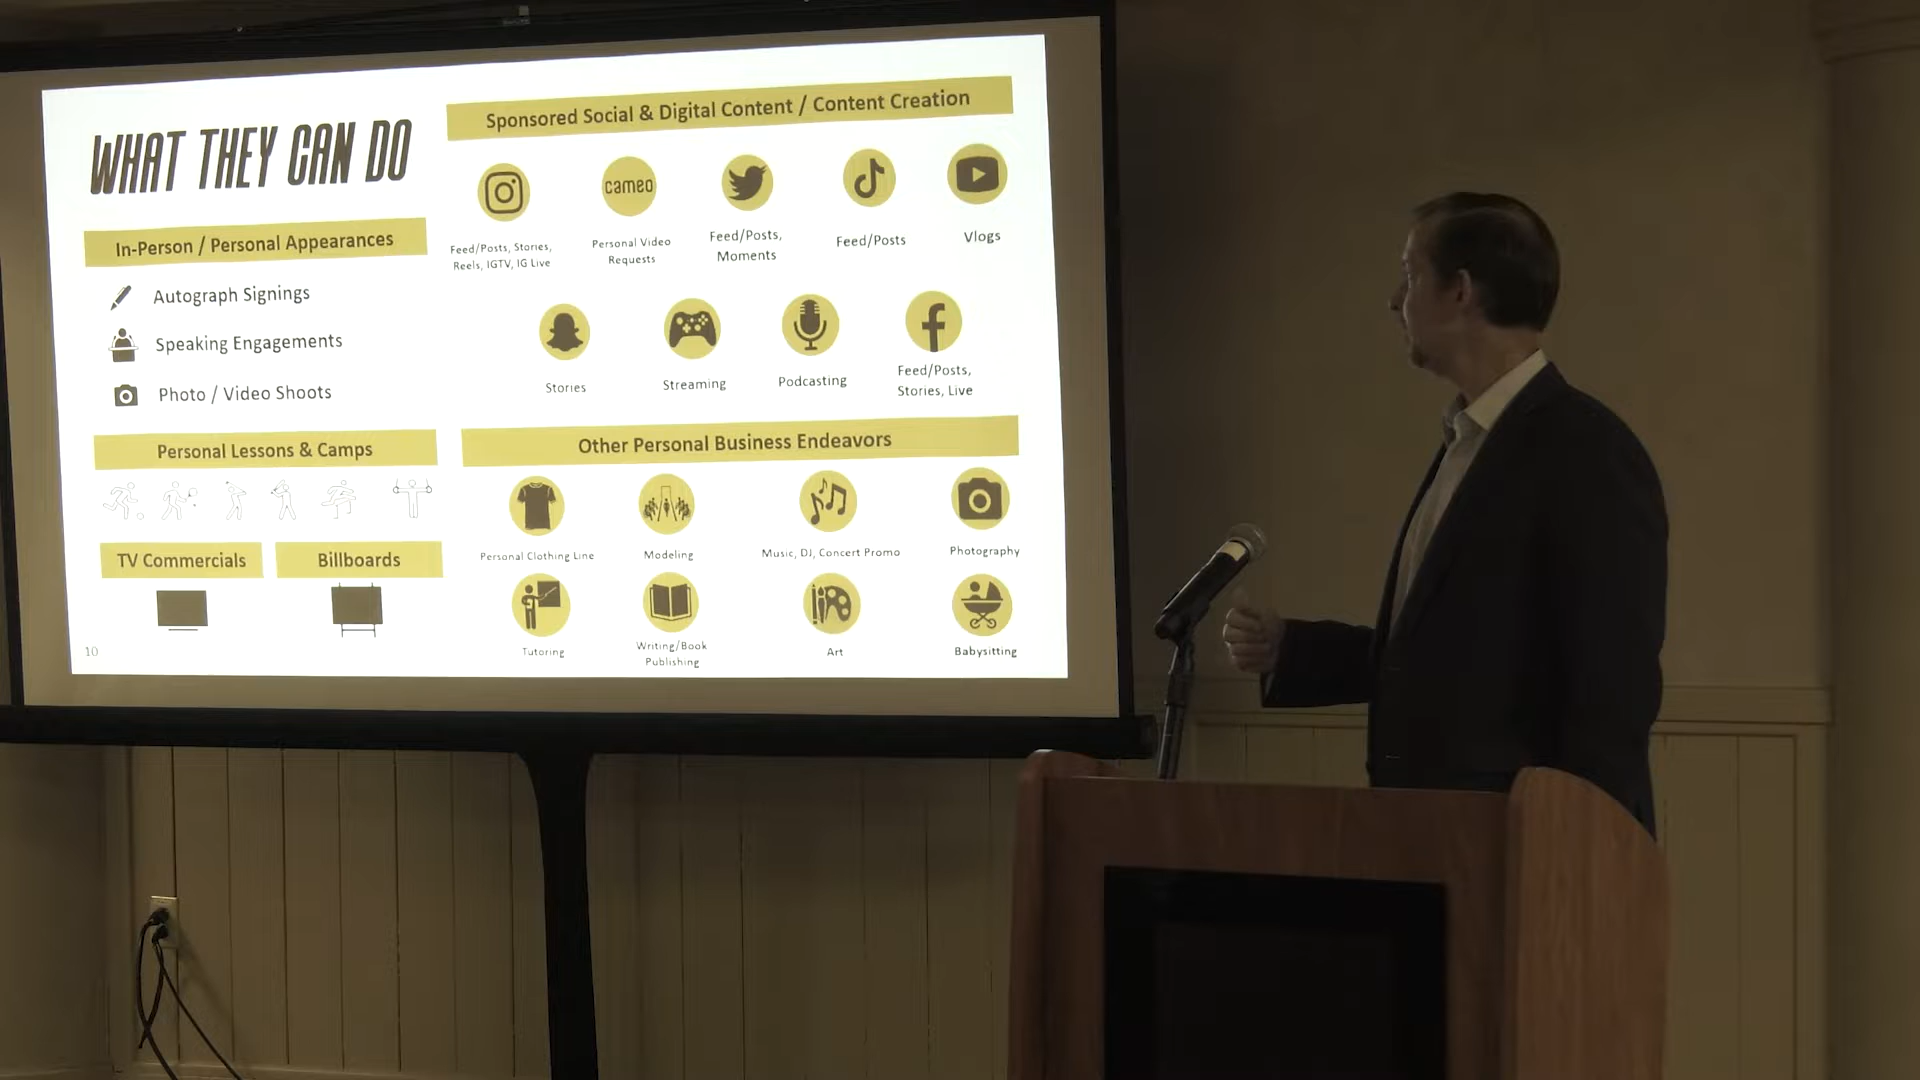 WHAT THEY CAN DO
In-Person / Personal Appearances
Autograph Signings
Speaking Engagements
Photo / Video Shoots
Personal Lessons & Camps
TV Commercials
Billboards
10
Sponsored Social & Digital Content / Content Creation
cameo
Feed/Posts, Stories,
Reels, IGTV, IG Live
Personal Video
Requests
Feed/Posts,
Moments
Feed/Posts
Vlogs
Stories
Streaming
Podcasting
Feed/Posts,
Stories, Live
Other Personal Business Endeavors
Personal Clothing Line
Modeling
Music, DJ, Concert Promo
Photography
Tutoring
Writing/Book
Publishing
Art
Babysitting